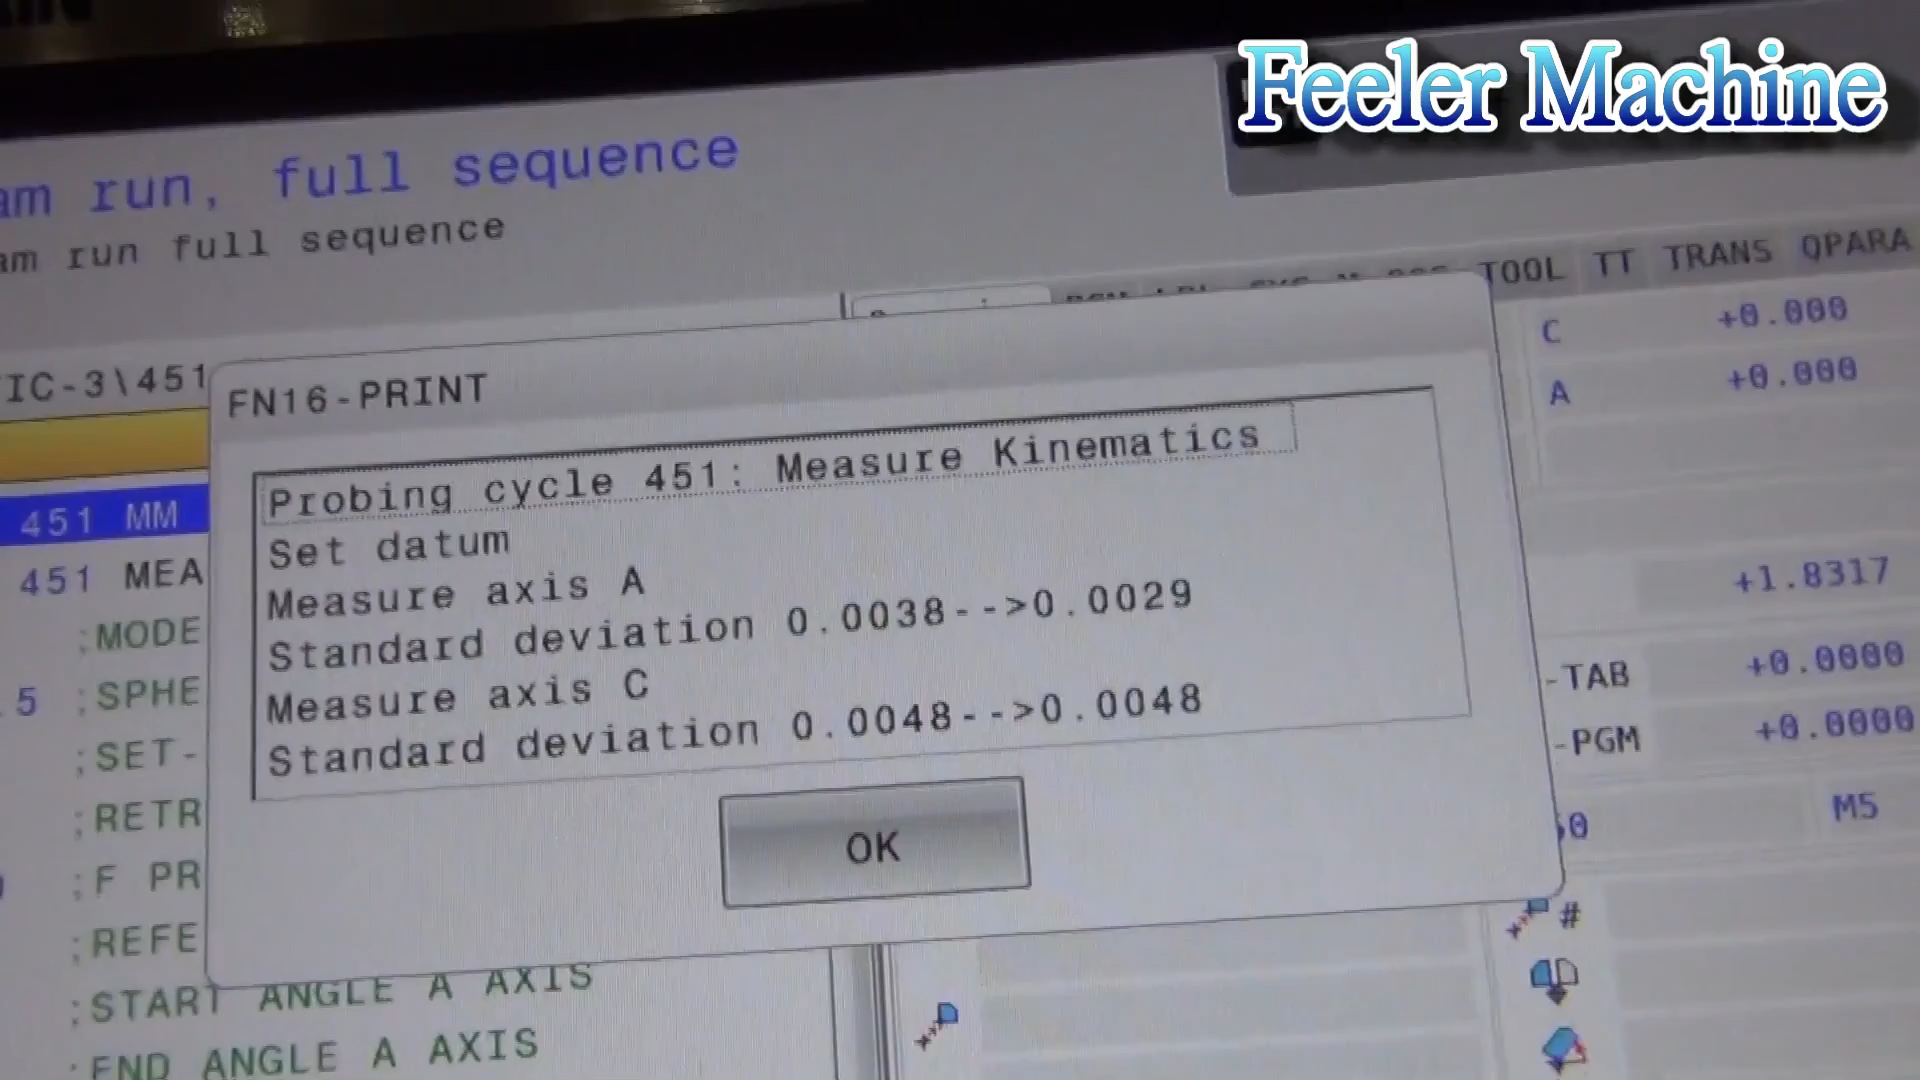 Feeler Machine
run, full sequence
run full sequence
TOOL TT TRANS QPARA
C +0.000
A +0.000
IC-3\451
FN16-PRINT
Probing cycle 451: Measure Kinematics
Set datum
Measure axis A
Standard deviation 0.0038-->0.0029
Measure axis C
Standard deviation 0.0048-->0.0048
OK
451 MM
451 MEA
;MODE
5 ;SPHE
;SET-
;RETR
;F PR
;REFE
;START ANGLE A AXIS
;END ANGLE A AXIS
+1.8317
-TAB +0.0000
-PGM +0.0000
M5
#